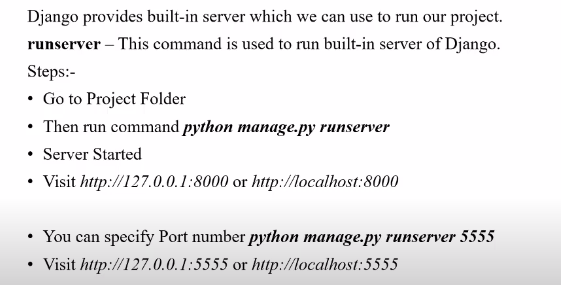 Django provides built-in server which we can use to run our project.
runserver – This command is used to run built-in server of Django.
Steps:-
• Go to Project Folder
• Then run command python manage.py runserver
• Server Started
• Visit http://127.0.0.1:8000 or http://localhost:8000
• You can specify Port number python manage.py runserver 5555
• Visit http://127.0.0.1:5555 or http://localhost:5555